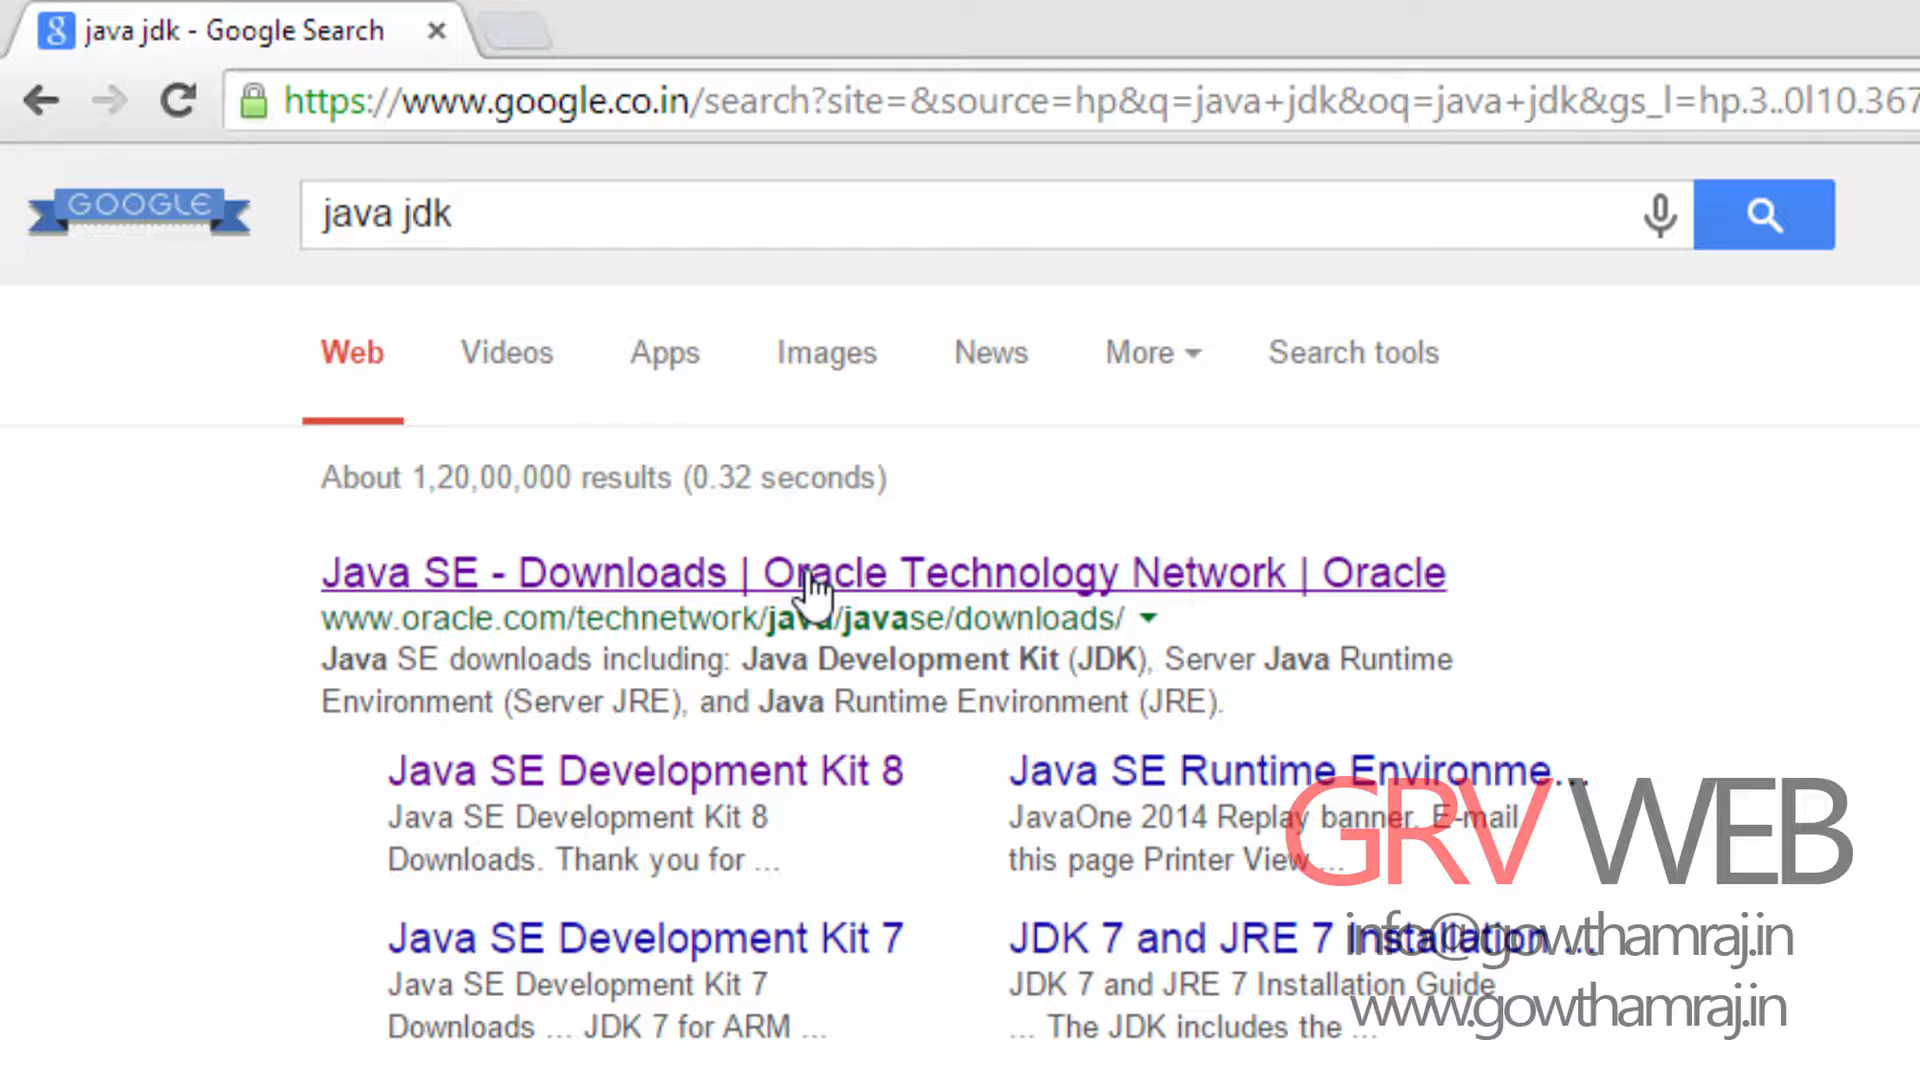 java jdk - Google Search
https://www.google.co.in/search?site=&source=hp&q=java+jdk&oq=java+jdk&gs_l=hp.3..0l10.367
GOOGLE
java jdk
Web Videos Apps Images News More Search tools
About 1,20,00,000 results (0.32 seconds)
Java SE - Downloads | Oracle Technology Network | Oracle
www.oracle.com/technetwork/java/javase/downloads/
Java SE downloads including: Java Development Kit (JDK), Server Java Runtime
Environment (Server JRE), and Java Runtime Environment (JRE).
Java SE Development Kit 8
Java SE Development Kit 8
Downloads. Thank you for ...
Java SE Runtime Environme...
JavaOne 2014 Replay banner. E-mail
this page Printer View ...
Java SE Development Kit 7
Java SE Development Kit 7
Downloads ... JDK 7 for ARM ...
JDK 7 and JRE 7 Installation ...
JDK 7 and JRE 7 Installation Guide
... The JDK includes the ...
GRV WEB
info@gowthamraj.in
www.gowthamraj.in